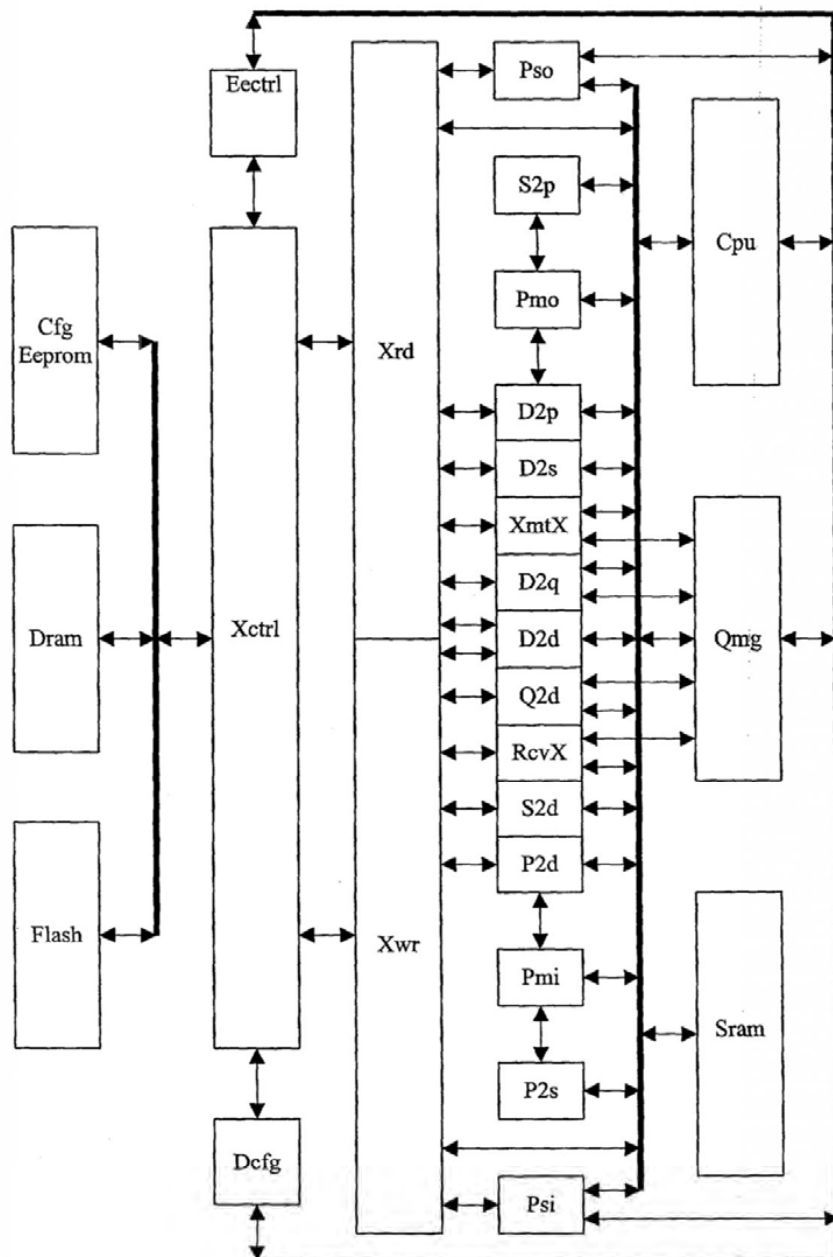 Eectrl
Pso
S2p
Cpu
Cfg
Eeprom
Pmo
Xrd
D2p
D2s
XmtX
D2q
Dram
Xctrl
D2d
Qmg
Q2d
RcvX
S2d
P2d
Flash
Xwr
Pmi
Sram
P2s
Dcfg
Psi